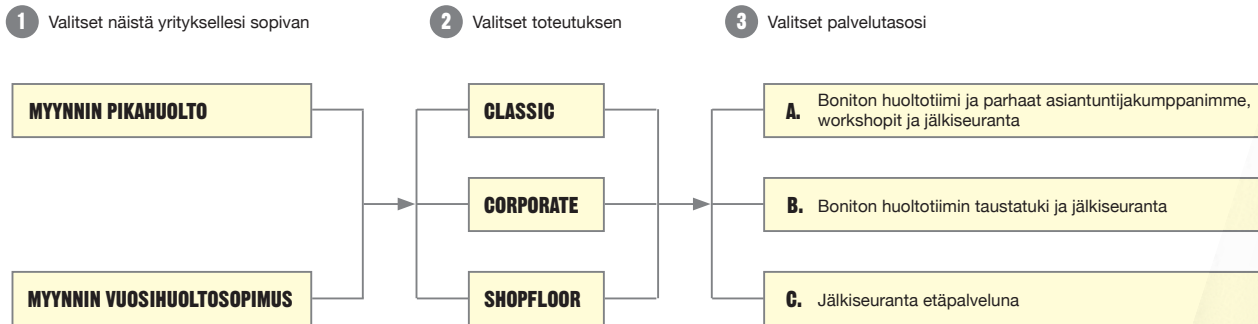 1 Valitset näistä yrityksellesi sopivan
2 Valitset toteutuksen
3 Valitset palvelutasosi
MYYNNIN PIKAHUOLTO
MYYNNIN VUOSIHUOLTOSOPIMUS
CLASSIC
CORPORATE
SHOPFLOOR
A. Boniton huoltotiimi ja parhaat asiantuntijakumppanimme,
workshopit ja jälkiseuranta
B. Boniton huoltotiimin taustatuki ja jälkiseuranta
C. Jälkiseuranta etäpalveluna